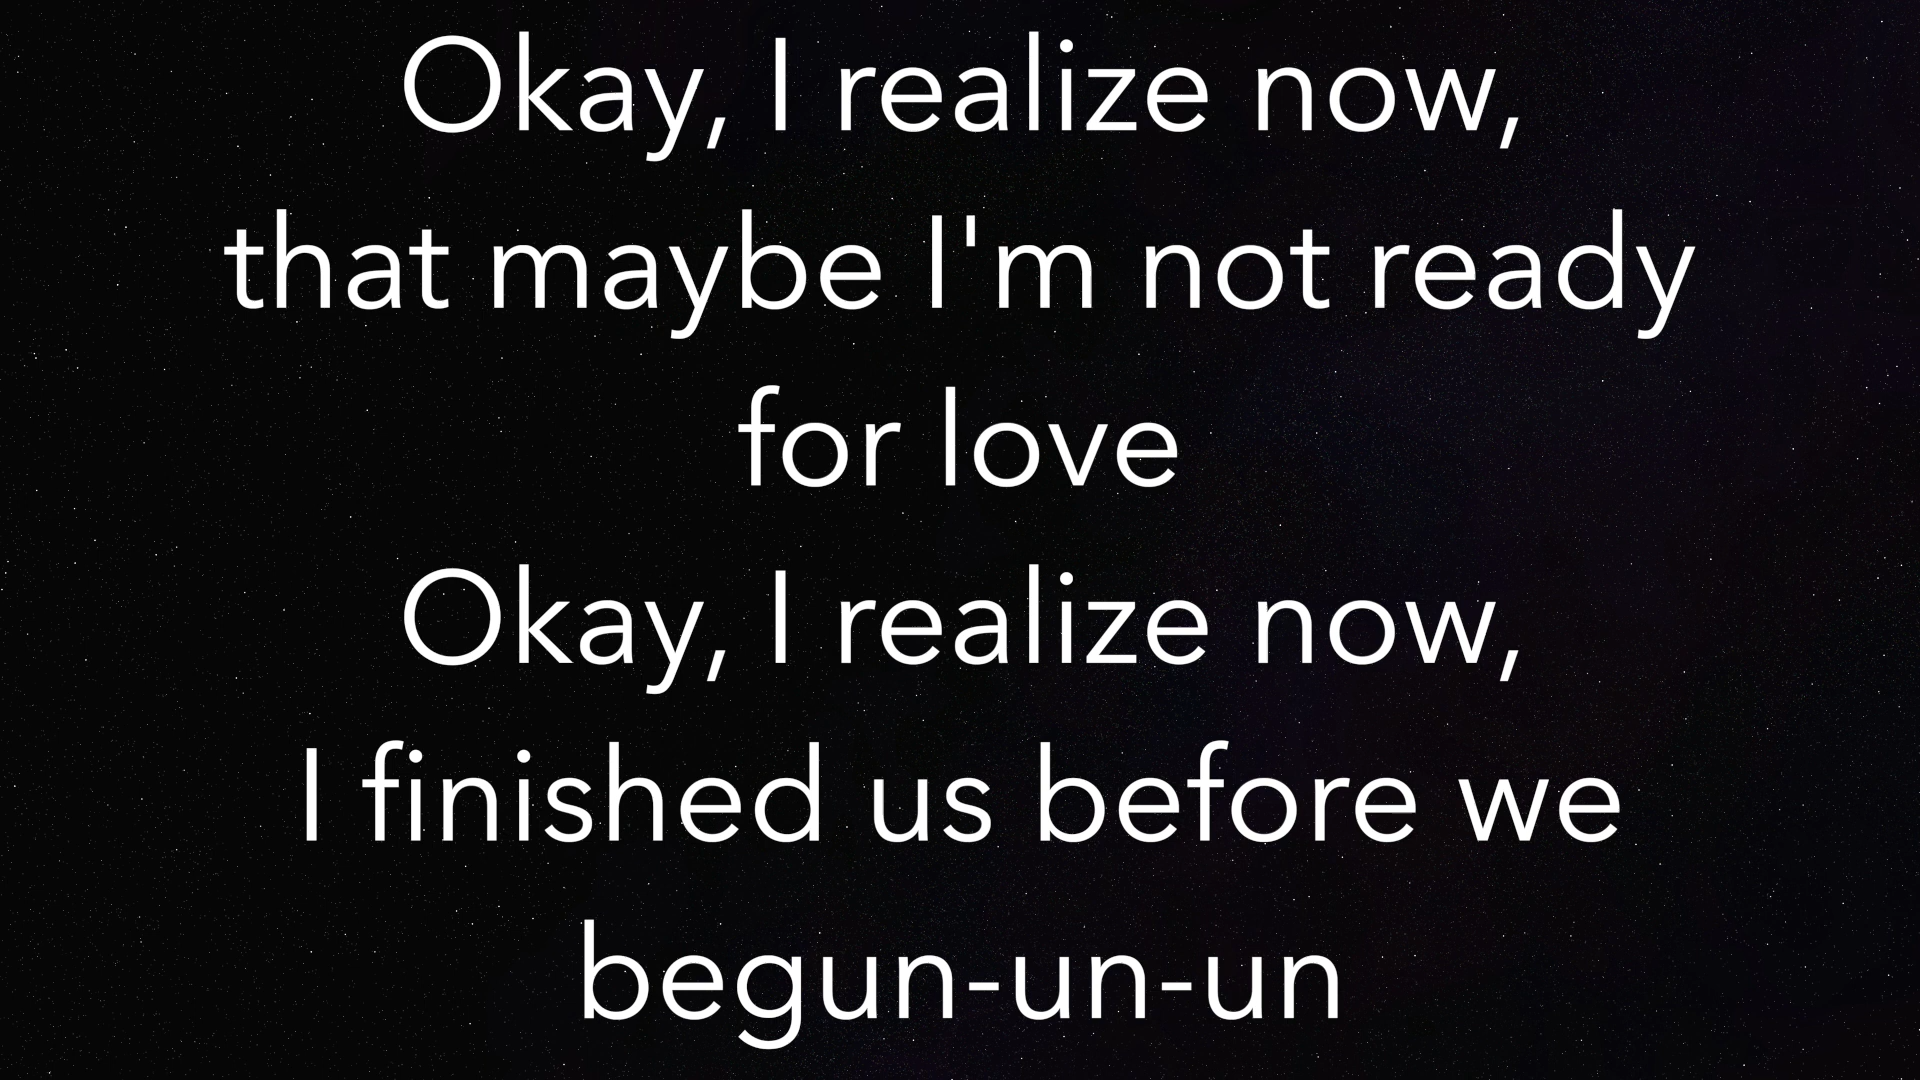 Okay, I realize now,
that maybe I'm not ready
for love
Okay, I realize now,
I finished us before we
begun-un-un